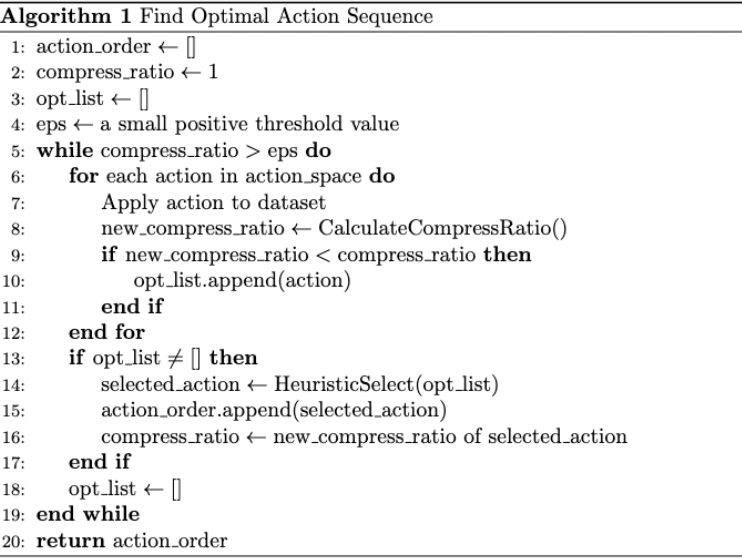 Algorithm 1 Find Optimal Action Sequence
1: action_order ← []
2: compress_ratio ← 1
3: opt_list ← []
4: eps ← a small positive threshold value
5: while compress_ratio > eps do
6: for each action in action_space do
7: Apply action to dataset
8: new_compress_ratio ← CalculateCompressRatio()
9: if new_compress_ratio < compress_ratio then
10: opt_list.append(action)
11: end if
12: end for
13: if opt_list ≠ [] then
14: selected_action ← HeuristicSelect(opt_list)
15: action_order.append(selected_action)
16: compress_ratio ← new_compress_ratio of selected_action
17: end if
18: opt_list ← []
19: end while
20: return action_order